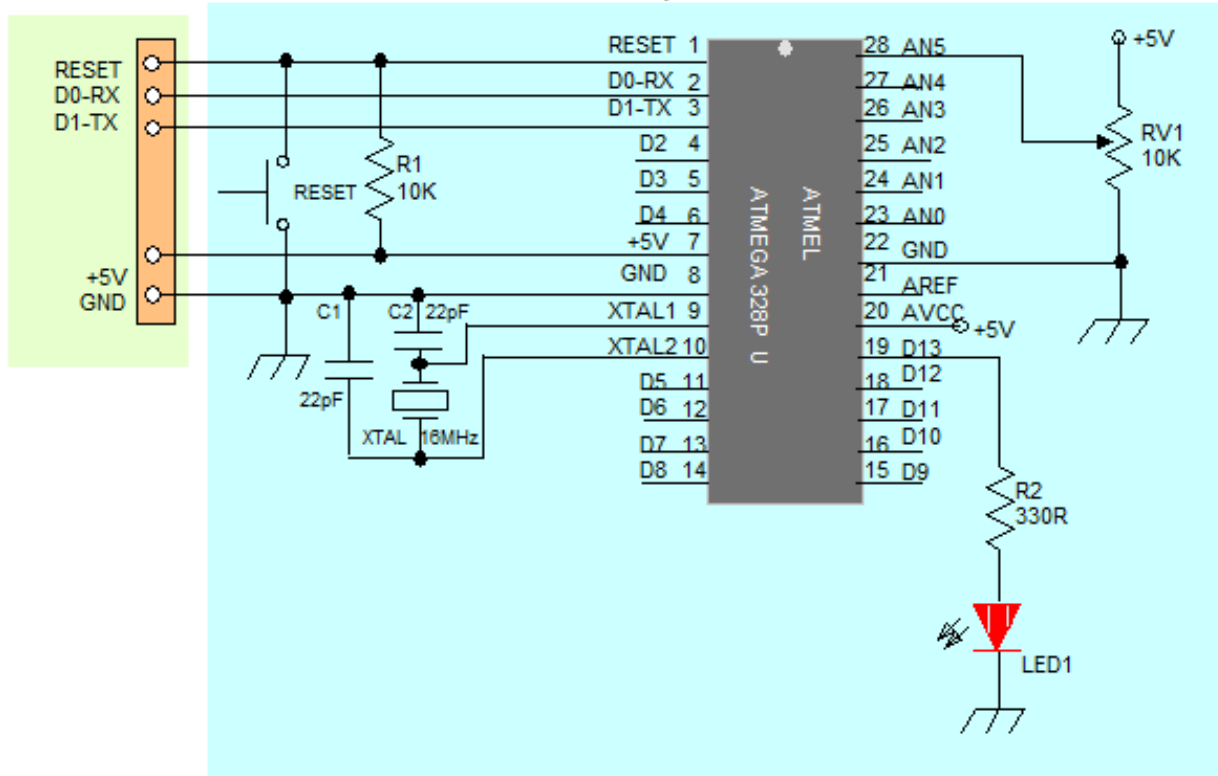 RESET
D0-RX
D1-TX
+5V
GND
RESET
R1
10K
C1
22pF
C2 22pF
XTAL 16MHz
RESET 1
D0-RX 2
D1-TX 3
D2 4
D3 5
D4 6
+5V 7
GND 8
XTAL1 9
XTAL2 10
D5 11
D6 12
D7 13
D8 14
ATMEL
ATMEGA328P U
28 AN5
27 AN4
26 AN3
25 AN2
24 AN1
23 AN0
22 GND
21 AREF
20 AVCC
19 D13
18 D12
17 D11
16 D10
15 D9
+5V
+5V
RV1
10K
R2
330R
LED1